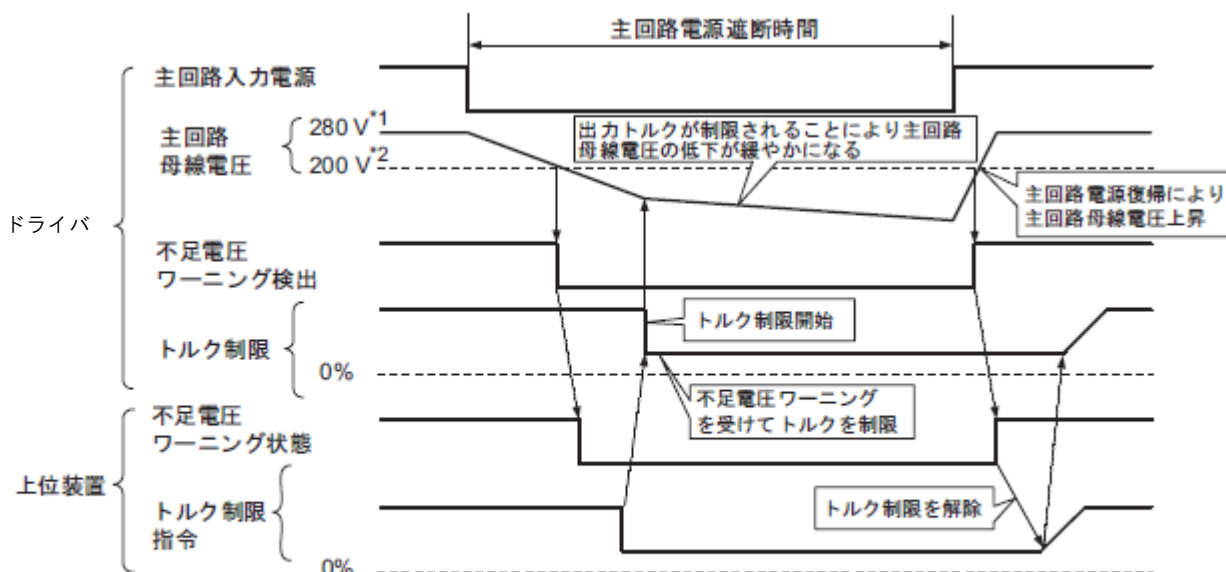 主回路電源遮断時間
主回路入力電源
主回路
母線電圧
280 V*1
200 V*2
出力トルクが制限されることにより主回路
母線電圧の低下が緩やかになる
主回路電源復帰により
主回路母線電圧上昇
ドライバ
不足電圧
ワーニング検出
トルク制限開始
トルク制限
0%
不足電圧ワーニング
を受けてトルクを制限
不足電圧
ワーニング状態
上位装置
トルク制限
指令
トルク制限を解除
0%